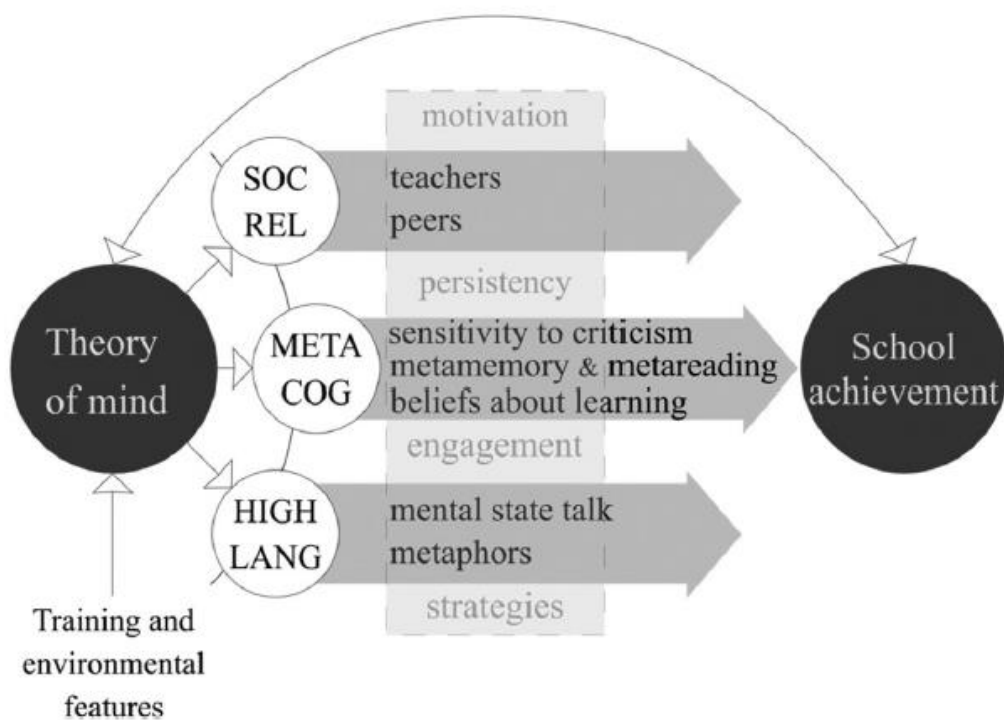 motivation
SOC
REL
teachers
peers
persistency
Theory
of mind
META
COG
sensitivity to criticism
metamemory & metareading
beliefs about learning
School
achievement
engagement
HIGH
LANG
mental state talk
metaphors
strategies
Training and
environmental
features